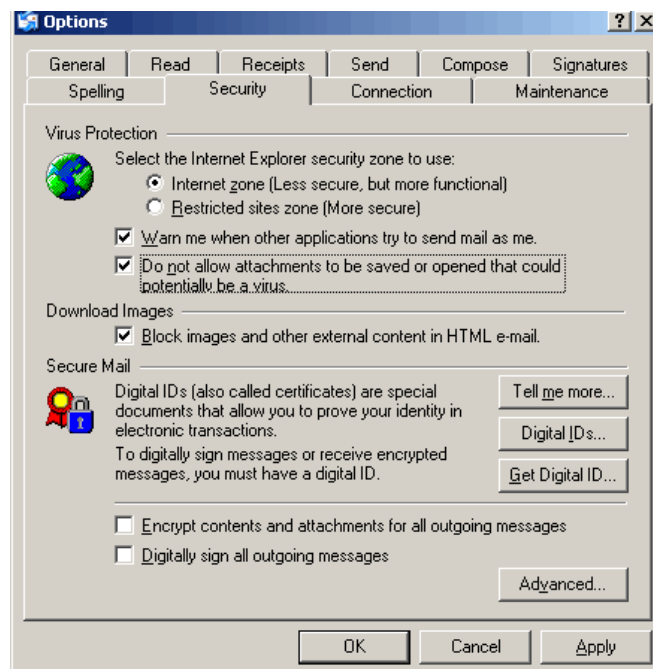 Options
General Read Receipts Send Compose Signatures
Spelling Security Connection Maintenance
Virus Protection
Select the Internet Explorer security zone to use:
Internet zone (Less secure, but more functional)
Restricted sites zone (More secure)
Warn me when other applications try to send mail as me.
Do not allow attachments to be saved or opened that could
potentially be a virus.
Download Images
Block images and other external content in HTML e-mail.
Secure Mail
Digital IDs (also called certificates) are special
documents that allow you to prove your identity in
electronic transactions.
Tell me more...
Digital IDs...
To digitally sign messages or receive encrypted
messages, you must have a digital ID.
Get Digital ID...
Encrypt contents and attachments for all outgoing messages
Digitally sign all outgoing messages
Advanced...
OK Cancel Apply